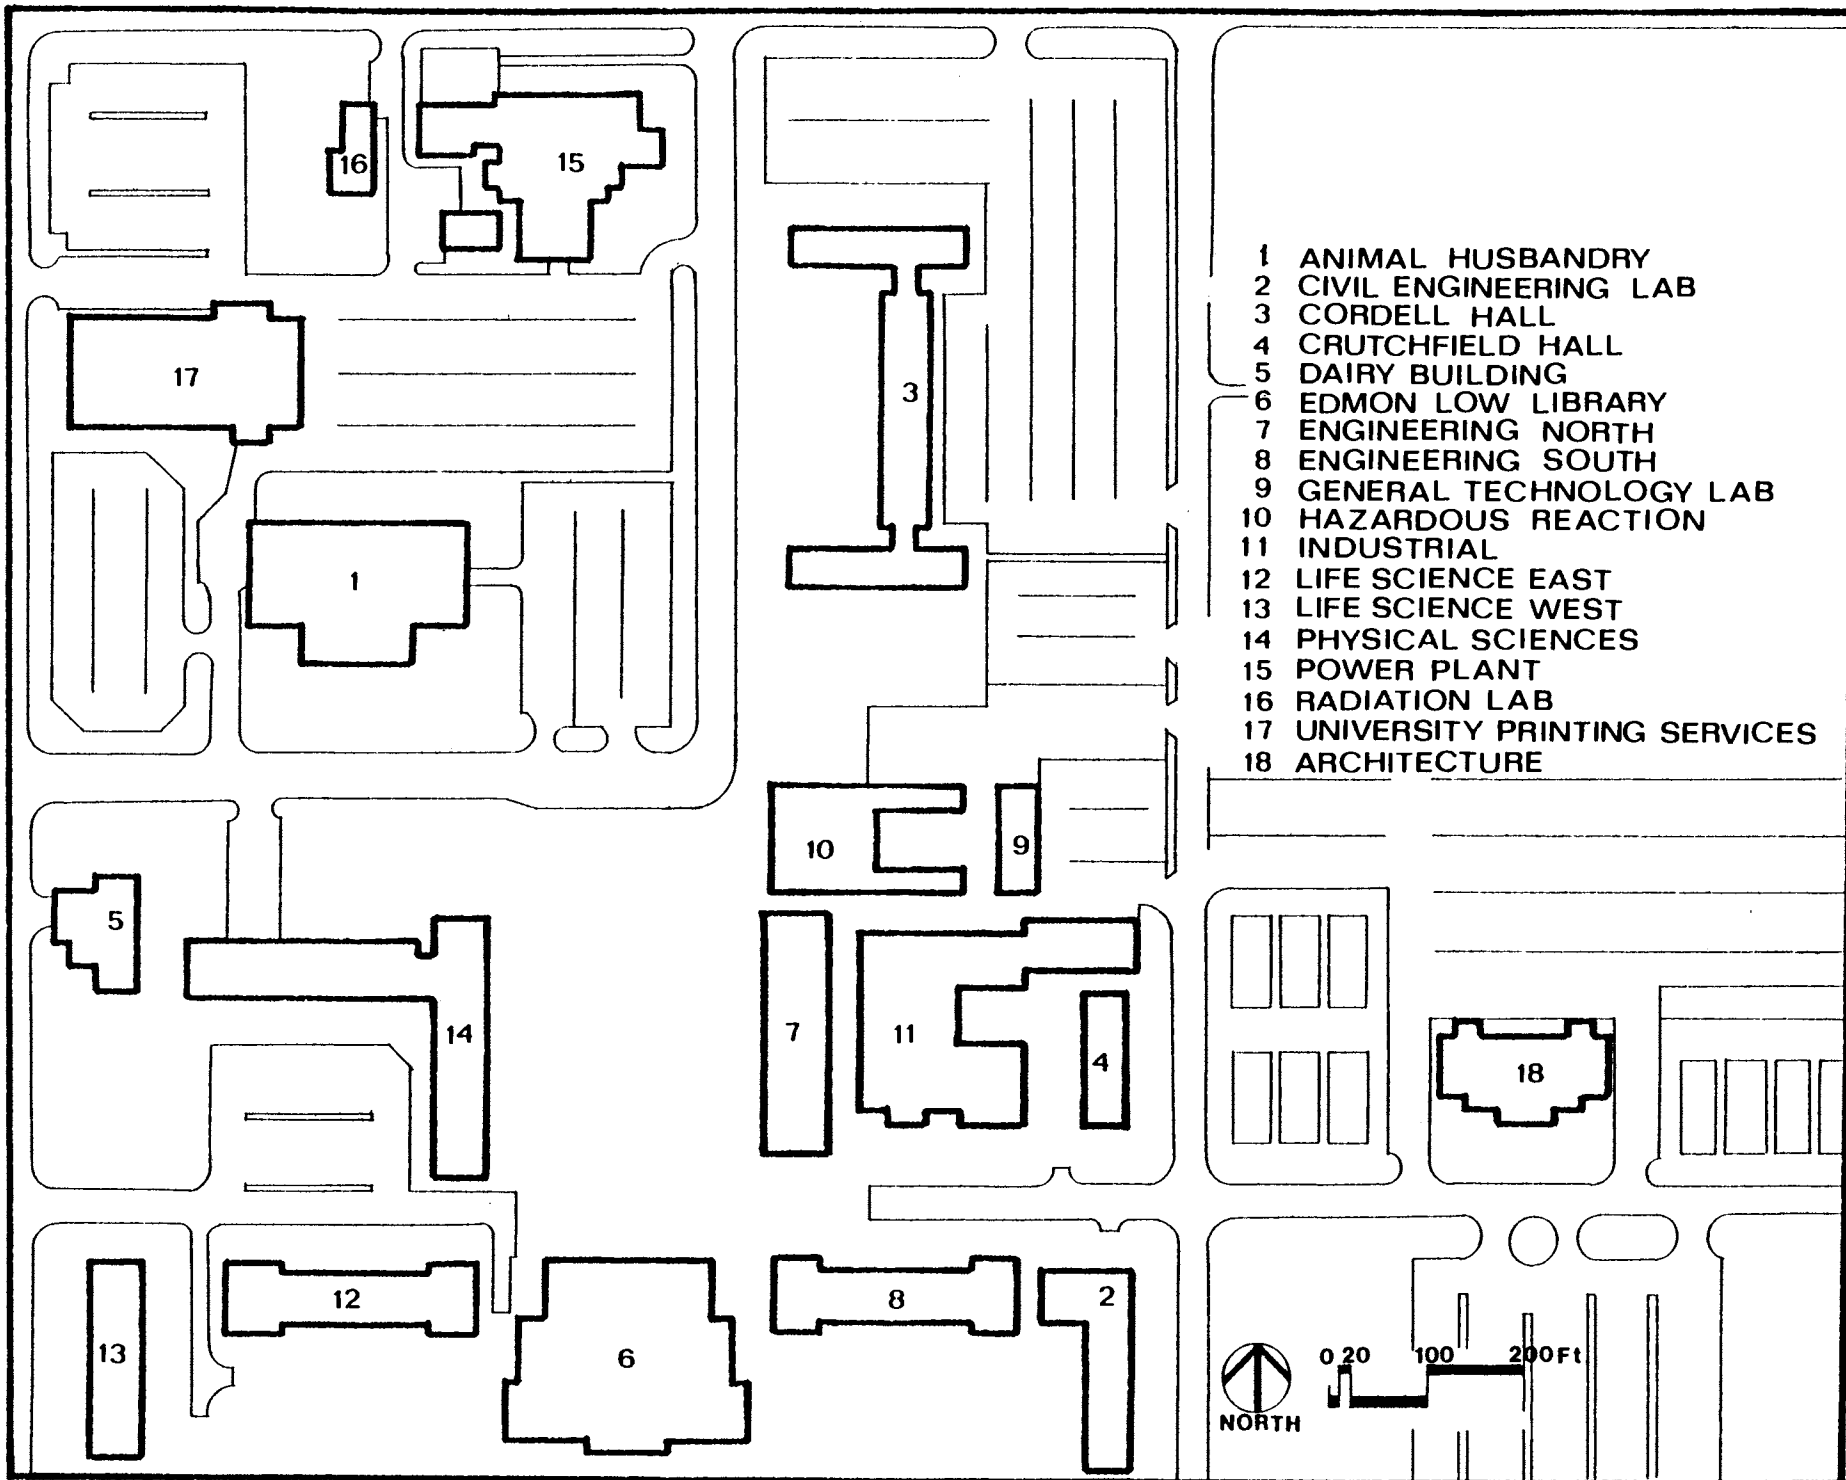 16
15
17
3
1
1 ANIMAL HUSBANDRY
2 CIVIL ENGINEERING LAB
3 CORDELL HALL
4 CRUTCHFIELD HALL
5 DAIRY BUILDING
6 EDMON LOW LIBRARY
7 ENGINEERING NORTH
8 ENGINEERING SOUTH
9 GENERAL TECHNOLOGY LAB
10 HAZARDOUS REACTION
11 INDUSTRIAL
12 LIFE SCIENCE EAST
13 LIFE SCIENCE WEST
14 PHYSICAL SCIENCES
15 POWER PLANT
16 RADIATION LAB
17 UNIVERSITY PRINTING SERVICES
18 ARCHITECTURE
10
9
5
14
7
11
4
18
12
8
2
13
6
0 20 100 200 Ft
NORTH